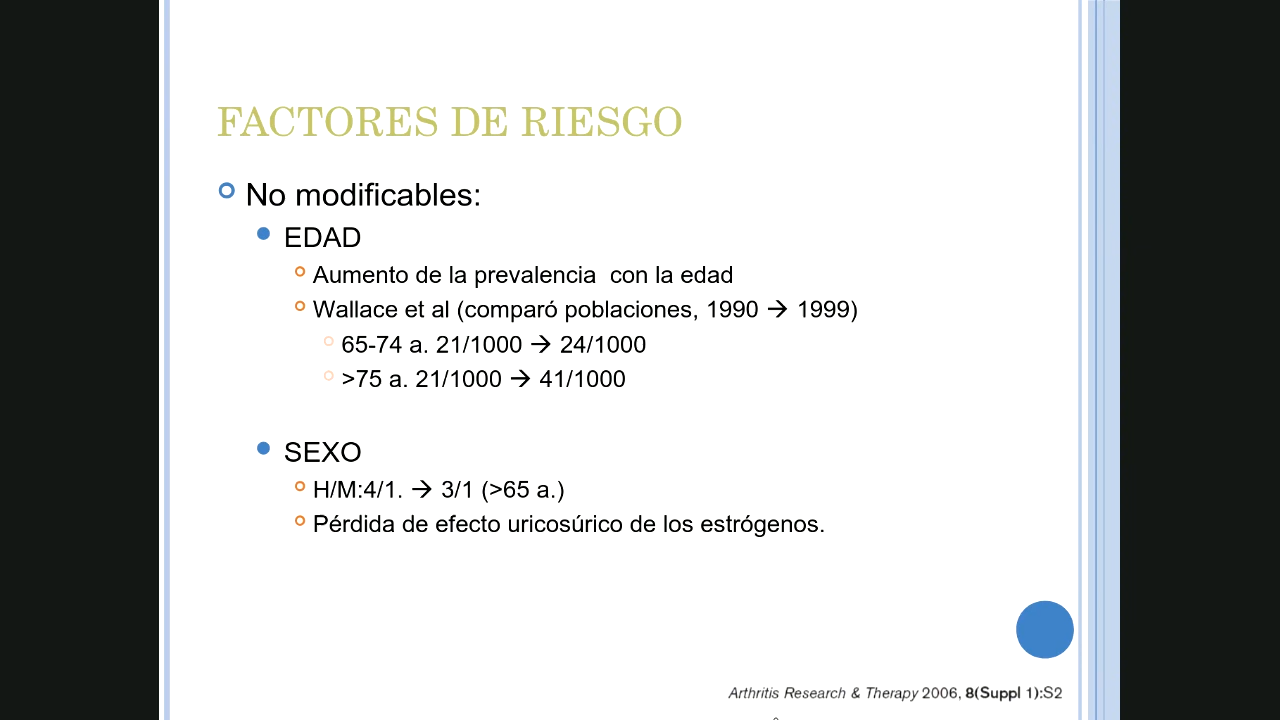 FACTORES DE RIESGO
No modificables:
EDAD
Aumento de la prevalencia con la edad
Wallace et al (comparó poblaciones, 1990 → 1999)
65-74 a. 21/1000 → 24/1000
>75 a. 21/1000 → 41/1000
SEXO
H/M:4/1. → 3/1 (>65 a.)
Pérdida de efecto uricosúrico de los estrógenos.
Arthritis Research & Therapy 2006, 8(Suppl 1):S2